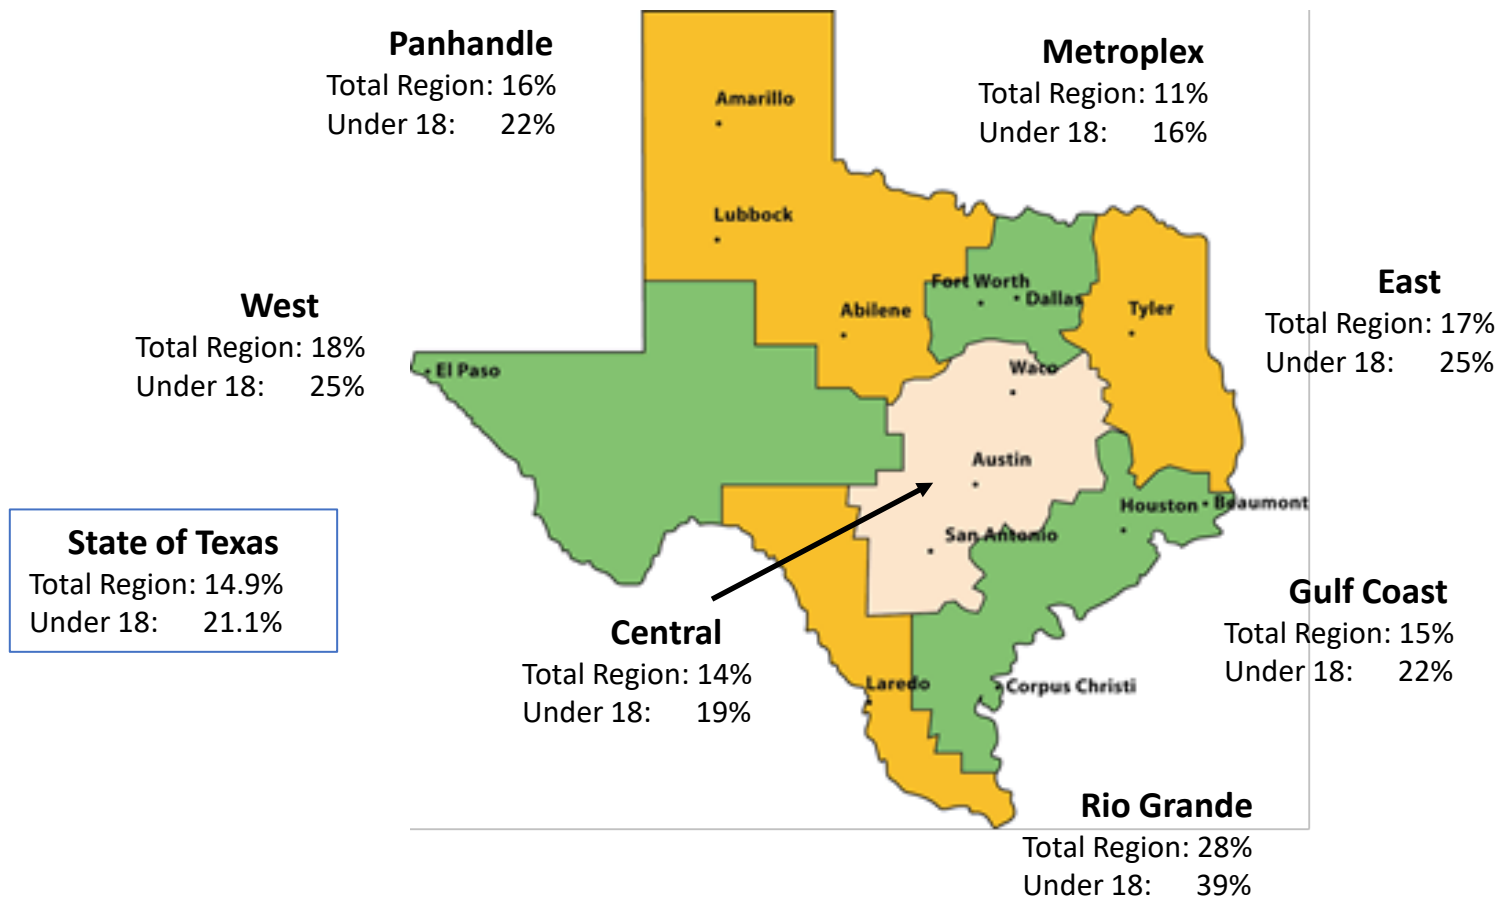 Panhandle
Total Region: 16%
Under 18: 22%
Metroplex
Total Region: 11%
Under 18: 16%
Amarillo
Lubbock
Abilene
Fort Worth
Dallas
Tyler
East
Total Region: 17%
Under 18: 25%
West
Total Region: 18%
Under 18: 25%
El Paso
Waco
Austin
San Antonio
Houston
Beaumont
State of Texas
Total Region: 14.9%
Under 18: 21.1%
Central
Total Region: 14%
Under 18: 19%
Gulf Coast
Total Region: 15%
Under 18: 22%
Laredo
Corpus Christi
Rio Grande
Total Region: 28%
Under 18: 39%